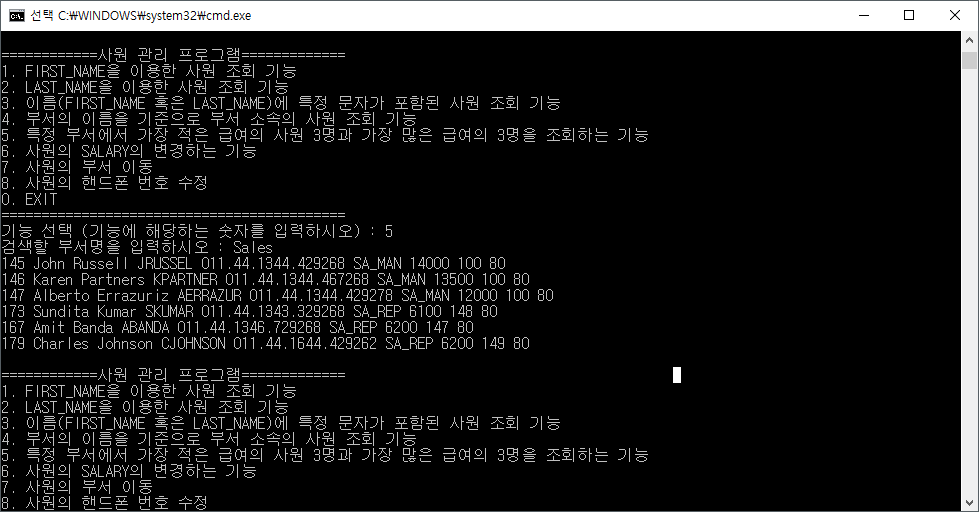 선택 C:₩WINDOWS₩system32₩cmd.exe
============사원 관리 프로그램=============
1. FIRST_NAME을 이용한 사원 조회 기능
2. LAST_NAME을 이용한 사원 조회 기능
3. 이름(FIRST_NAME 혹은 LAST_NAME)에 특정 문자가 포함된 사원 조회 기능
4. 부서의 이름을 기준으로 부서 소속의 사원 조회 기능
5. 특정 부서에서 가장 적은 급여의 사원 3명과 가장 많은 급여의 3명을 조회하는 기능
6. 사원의 SALARY의 변경하는 기능
7. 사원의 부서 이동
8. 사원의 핸드폰 번호 수정
0. EXIT
===========================================
기능 선택 (기능에 해당하는 숫자를 입력하시오) : 5
검색할 부서명을 입력하시오 : Sales
145 John Russell JRUSSEL 011.44.1344.429268 SA_MAN 14000 100 80
146 Karen Partners KPARTNER 011.44.1344.467268 SA_MAN 13500 100 80
147 Alberto Errazuriz AERRAZUR 011.44.1344.429278 SA_MAN 12000 100 80
173 Sundita Kumar SKUMAR 011.44.1343.329268 SA_REP 6100 148 80
167 Amit Banda ABANDA 011.44.1346.729268 SA_REP 6200 147 80
179 Charles Johnson CJOHNSON 011.44.1644.429262 SA_REP 6200 149 80
============사원 관리 프로그램=============
1. FIRST_NAME을 이용한 사원 조회 기능
2. LAST_NAME을 이용한 사원 조회 기능
3. 이름(FIRST_NAME 혹은 LAST_NAME)에 특정 문자가 포함된 사원 조회 기능
4. 부서의 이름을 기준으로 부서 소속의 사원 조회 기능
5. 특정 부서에서 가장 적은 급여의 사원 3명과 가장 많은 급여의 3명을 조회하는 기능
6. 사원의 SALARY의 변경하는 기능
7. 사원의 부서 이동
8. 사원의 핸드폰 번호 수정